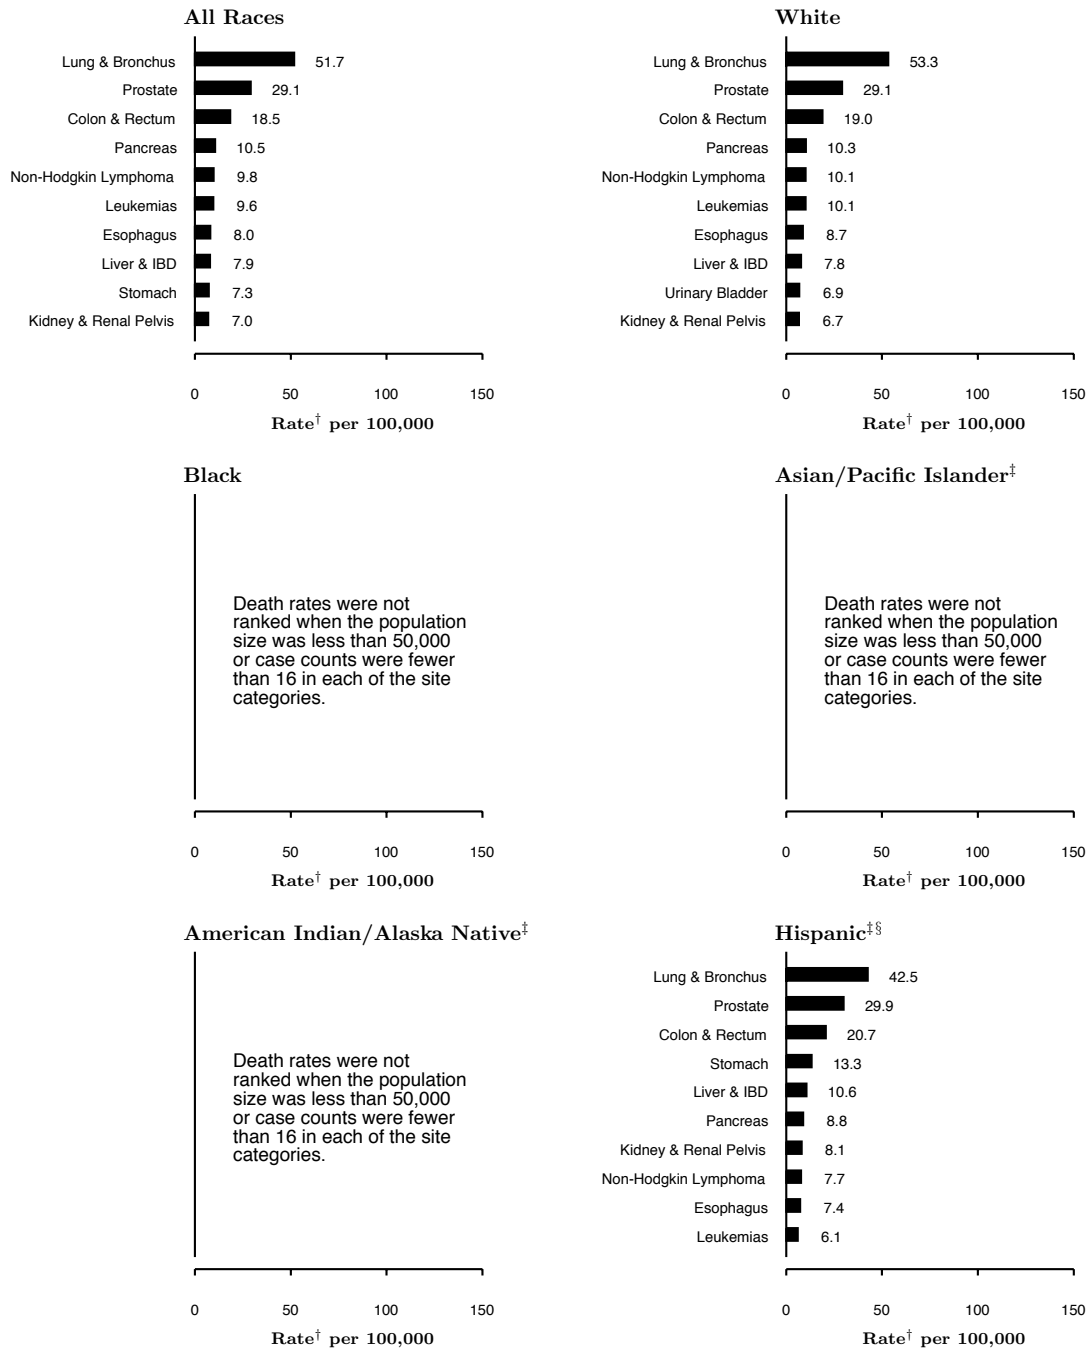 All Races
Lung & Bronchus 51.7
Prostate 29.1
Colon & Rectum 18.5
Pancreas 10.5
Non-Hodgkin Lymphoma 9.8
Leukemias 9.6
Esophagus 8.0
Liver & IBD 7.9
Stomach 7.3
Kidney & Renal Pelvis 7.0
0 50 100 150
Rate† per 100,000
White
Lung & Bronchus 53.3
Prostate 29.1
Colon & Rectum 19.0
Pancreas 10.3
Non-Hodgkin Lymphoma 10.1
Leukemias 10.1
Esophagus 8.7
Liver & IBD 7.8
Urinary Bladder 6.9
Kidney & Renal Pelvis 6.7
0 50 100 150
Rate† per 100,000
Black
Death rates were not
ranked when the population
size was less than 50,000
or case counts were fewer
than 16 in each of the site
categories.
0 50 100 150
Rate† per 100,000
Asian/Pacific Islander‡
Death rates were not
ranked when the population
size was less than 50,000
or case counts were fewer
than 16 in each of the site
categories.
0 50 100 150
Rate† per 100,000
American Indian/Alaska Native‡
Death rates were not
ranked when the population
size was less than 50,000
or case counts were fewer
than 16 in each of the site
categories.
0 50 100 150
Rate† per 100,000
Hispanic‡§
Lung & Bronchus 42.5
Prostate 29.9
Colon & Rectum 20.7
Stomach 13.3
Liver & IBD 10.6
Pancreas 8.8
Kidney & Renal Pelvis 8.1
Non-Hodgkin Lymphoma 7.7
Esophagus 7.4
Leukemias 6.1
0 50 100 150
Rate† per 100,000